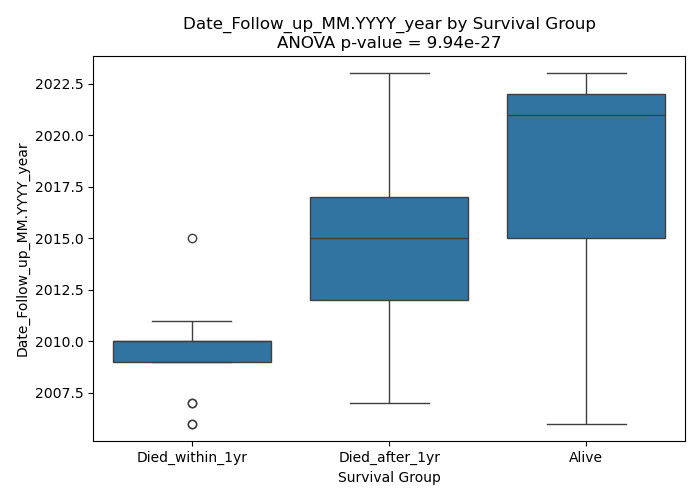 Date_Follow_up_MM.YYYY_year by Survival Group
ANOVA p-value = 9.94e-27
Date_Follow_up_MM.YYYY_year
2022.5
2020.0
2017.5
2015.0
2012.5
2010.0
2007.5
Died_within_1yr
Died_after_1yr
Alive
Survival Group